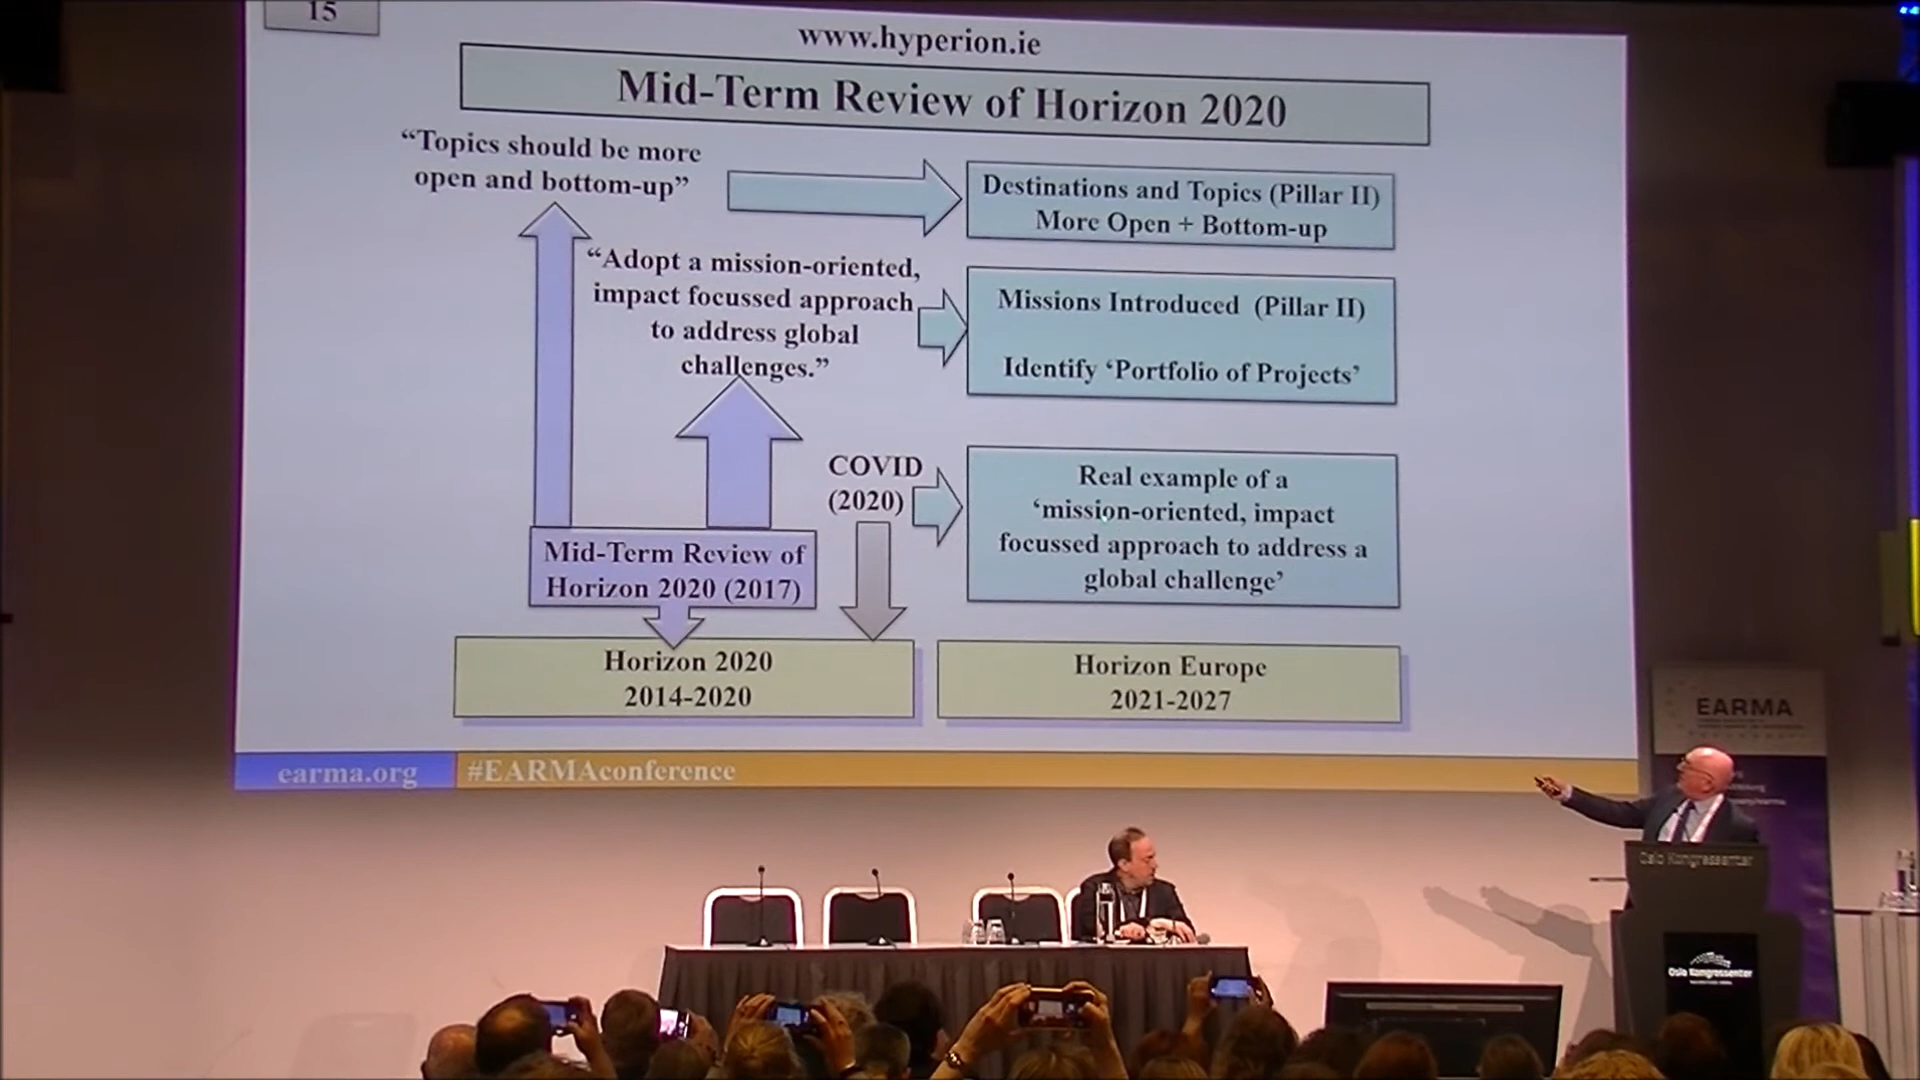 15
www.hyperion.ie
Mid-Term Review of Horizon 2020
“Topics should be more
open and bottom-up”
Destinations and Topics (Pillar II)
More Open + Bottom-up
“Adopt a mission-oriented,
impact focussed approach
to address global
challenges.”
Missions Introduced (Pillar II)
Identify ‘Portfolio of Projects’
COVID
(2020)
Real example of a
‘mission-oriented, impact
focussed approach to address a
global challenge’
Mid-Term Review of
Horizon 2020 (2017)
Horizon 2020
2014-2020
Horizon Europe
2021-2027
earma.org
#EARMAconference
EARMA
Oslo Kongressenter
Oslo Kongressenter